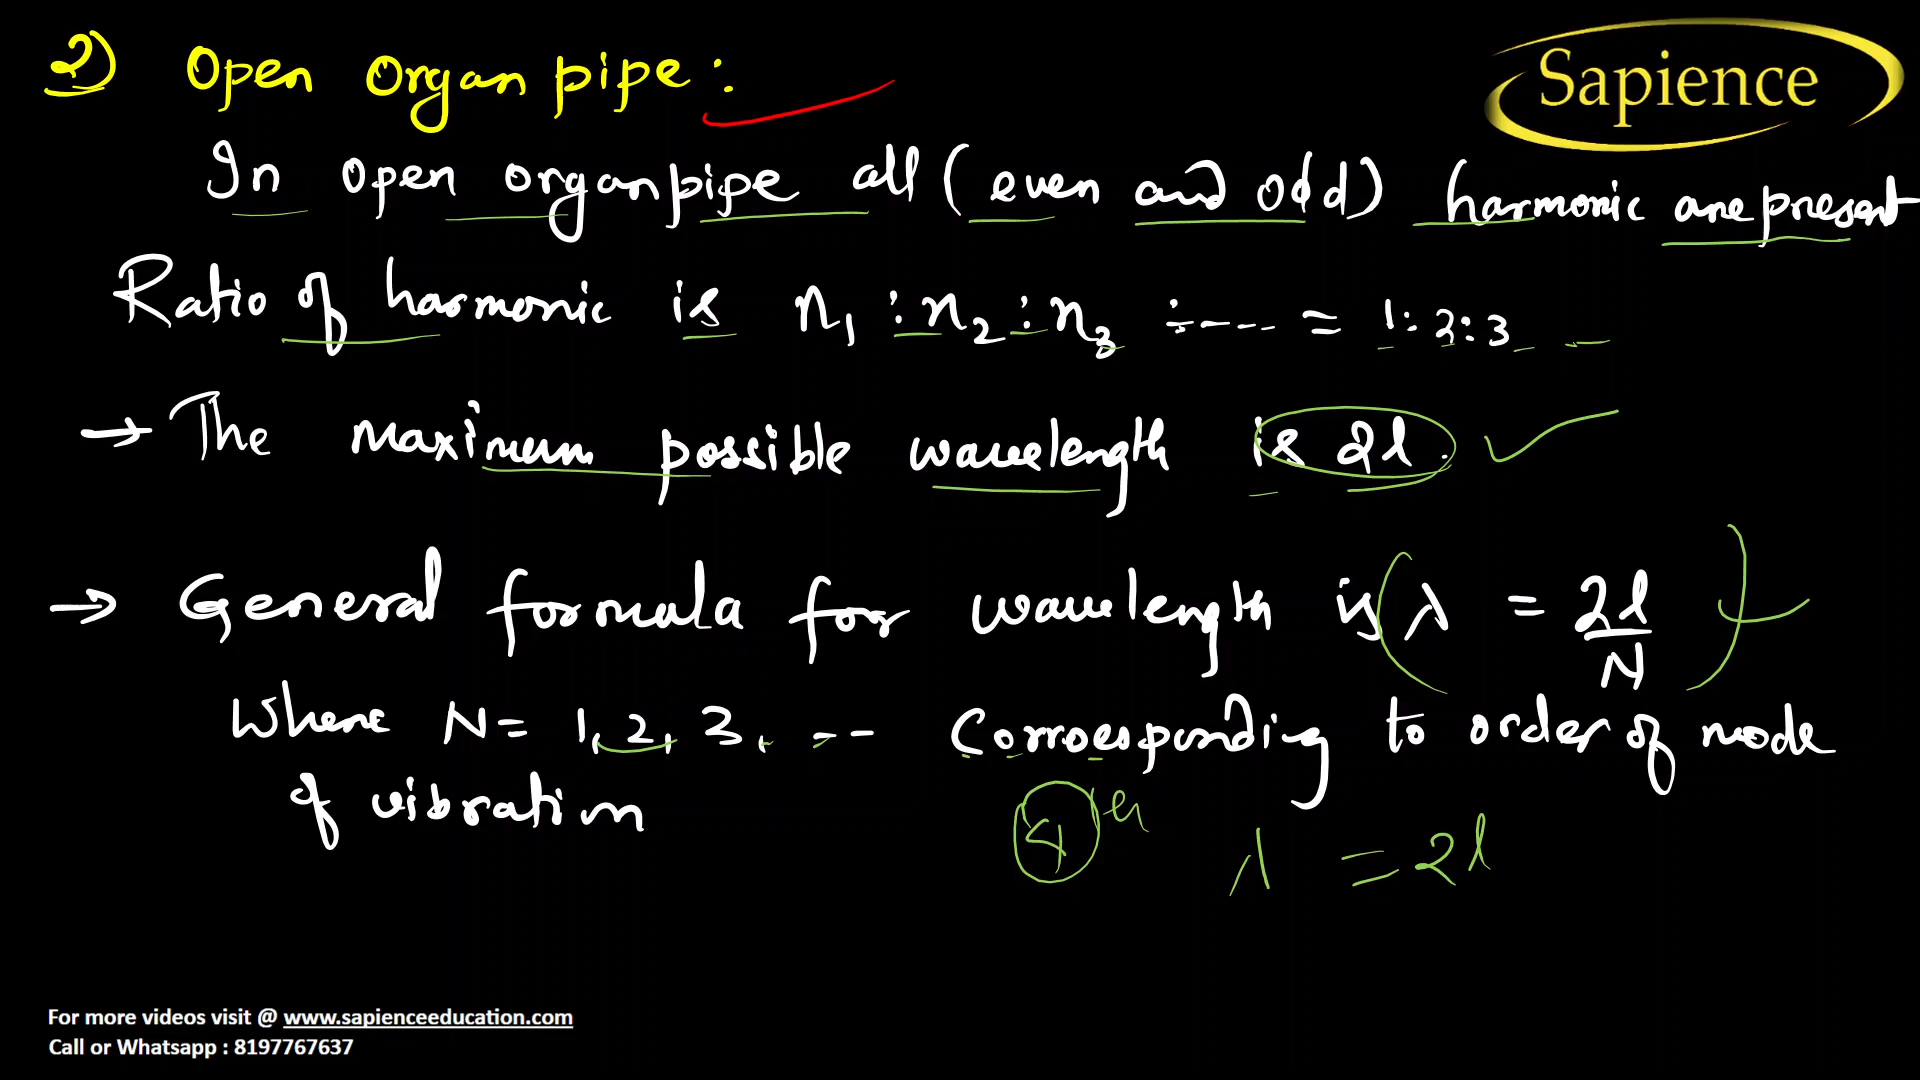 2) Open Organ pipe :
Sapience
In open organ pipe all (even and odd) harmonic are present
Ratio of harmonic is n₁ : n₂ : n₃ : ---- = 1 : 2 : 3
→ The maximum possible wavelength is 2l.
→ General formula for wavelength is (λ = 2l/N)
Where N = 1, 2, 3, -- Corresponding to order of mode
of vibration
4
λ = 2l
For more videos visit @ www.sapienceeducation.com
Call or Whatsapp : 8197767637